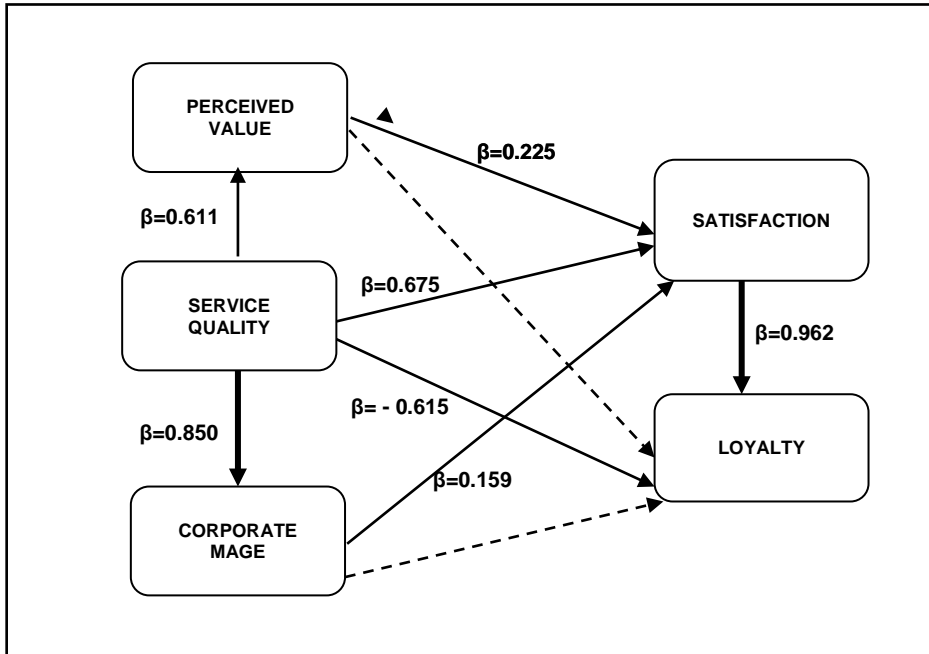 PERCEIVED
VALUE
β=0.225
SATISFACTION
β=0.611
β=0.675
SERVICE
QUALITY
β=0.962
β= - 0.615
β=0.850
LOYALTY
β=0.159
CORPORATE
MAGE